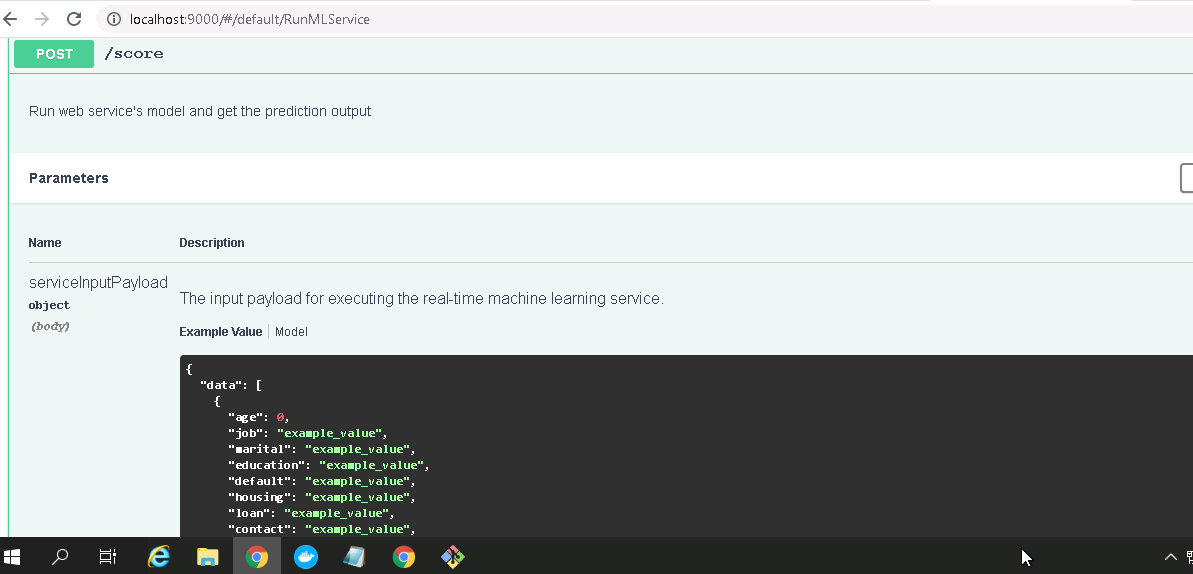 localhost:9000/#/default/RunMLService
POST /score
Run web service's model and get the prediction output
Parameters
Name Description
serviceInputPayload
object
(body)
The input payload for executing the real-time machine learning service.
Example Value Model
{
"data": [
{
"age": 0,
"job": "example_value",
"marital": "example_value",
"education": "example_value",
"default": "example_value",
"housing": "example_value",
"loan": "example_value",
"contact": "example_value",